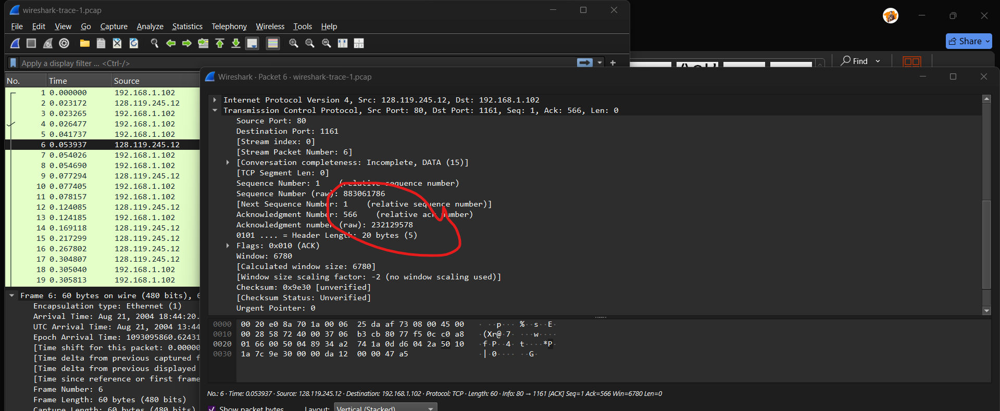 wireshark-trace-1.pcap
File Edit View Go Capture Analyze Statistics Telephony Wireless Tools Help
Share
Apply a display filter ... <Ctrl-/>
Find
No. Time Source
1 0.000000 192.168.1.102
2 0.023172 128.119.245.12
3 0.023265 192.168.1.102
4 0.026477 192.168.1.102
5 0.041737 192.168.1.102
6 0.053937 128.119.245.12
7 0.054026 192.168.1.102
8 0.054690 192.168.1.102
9 0.077294 128.119.245.12
10 0.077405 192.168.1.102
11 0.078157 192.168.1.102
12 0.124085 128.119.245.12
13 0.124185 192.168.1.102
14 0.169118 128.119.245.12
15 0.217299 128.119.245.12
16 0.267802 128.119.245.12
17 0.304807 128.119.245.12
18 0.305040 192.168.1.102
19 0.305813 192.168.1.102
Frame 6: 60 bytes on wire (480 bits), 6
Encapsulation type: Ethernet (1)
Arrival Time: Aug 21, 2004 18:44:20.
UTC Arrival Time: Aug 21, 2004 13:44
Epoch Arrival Time: 1093095860.62431
[Time shift for this packet: 0.00000
[Time delta from previous captured f
[Time delta from previous displayed
[Time since reference or first frame
Frame Number: 6
Frame Length: 60 bytes (480 bits)
Capture Length: 60 bytes (480 bits)
Wireshark · Packet 6 · wireshark-trace-1.pcap
Internet Protocol Version 4, Src: 128.119.245.12, Dst: 192.168.1.102
Transmission Control Protocol, Src Port: 80, Dst Port: 1161, Seq: 1, Ack: 566, Len: 0
Source Port: 80
Destination Port: 1161
[Stream index: 0]
[Stream Packet Number: 6]
[Conversation completeness: Incomplete, DATA (15)]
[TCP Segment Len: 0]
Sequence Number: 1 (relative sequence number)
Sequence Number (raw): 883061786
[Next Sequence Number: 1 (relative sequence number)]
Acknowledgment Number: 566 (relative ack number)
Acknowledgment number (raw): 232129578
0101 .... = Header Length: 20 bytes (5)
Flags: 0x010 (ACK)
Window: 6780
[Calculated window size: 6780]
[Window size scaling factor: -2 (no window scaling used)]
Checksum: 0x9e30 [unverified]
[Checksum Status: Unverified]
Urgent Pointer: 0
0000 00 20 e0 8a 70 1a 00 06 25 da af 73 08 00 45 00 · ··p··· %··s··E·
0010 00 28 58 72 40 00 37 06 b3 cb 80 77 f5 0c c0 a8 ·(Xr@·7· ···w····
0020 01 66 00 50 04 89 34 a2 74 1a 0d d6 04 2a 50 10 ·f·P··4· t····*P·
0030 1a 7c 9e 30 00 00 da 12 00 00 47 a5 ·|·0···· ··G·
No.: 6 · Time: 0.053937 · Source: 128.119.245.12 · Destination: 192.168.1.102 · Protocol: TCP · Length: 60 · Info: 80 → 1161 [ACK] Seq=1 Ack=566 Win=6780 Len=0
Show packet bytes Layout: Vertical (Stacked)